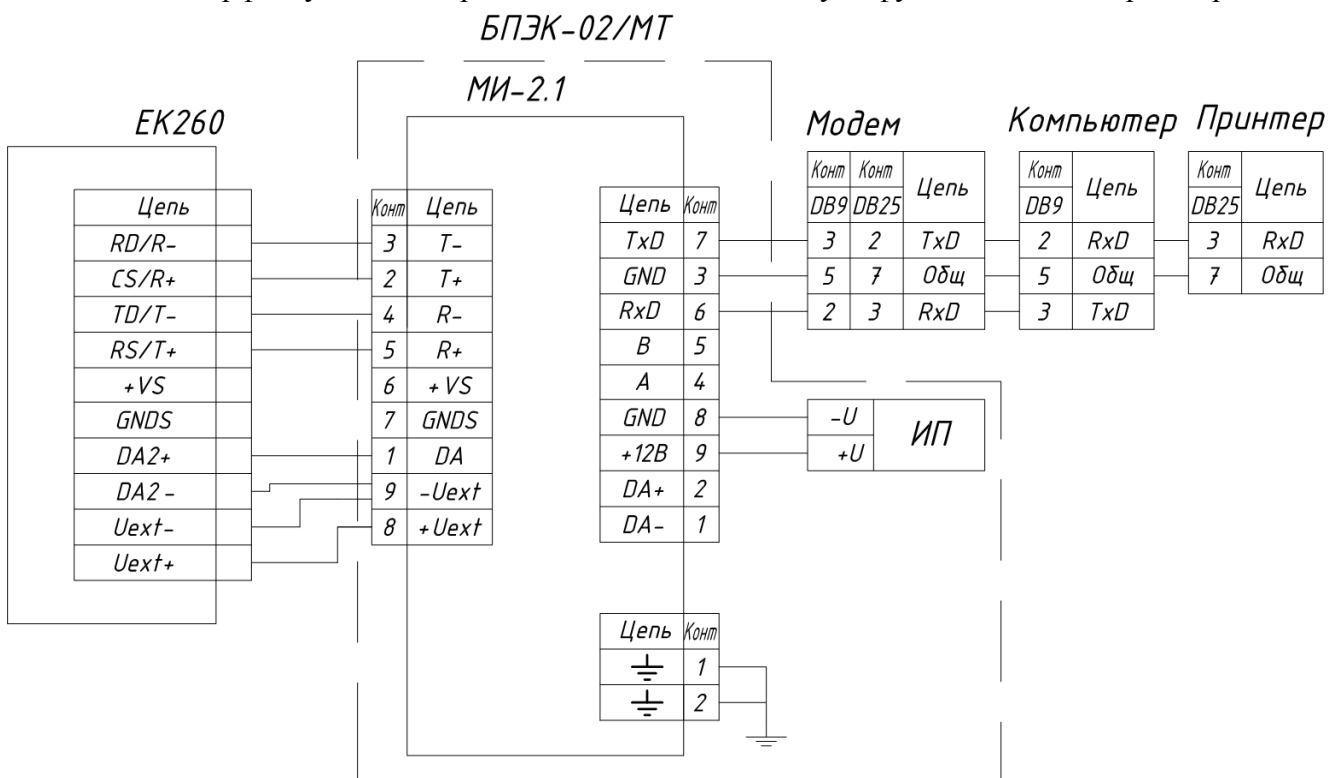 БПЭК-02/МТ
МИ-2.1
ЕК260
Модем
Компьютер
Принтер
Цепь
RD/R-
CS/R+
TD/T-
RS/T+
+VS
GNDS
DA2+
DA2 -
Uext-
Uext+
Конт Цепь
3 T-
2 T+
4 R-
5 R+
6 +VS
7 GNDS
1 DA
9 -Uext
8 +Uext
Цепь Конт
TxD 7
GND 3
RxD 6
B 5
A 4
GND 8
+12В 9
DA+ 2
DA- 1
Цепь Конт
1
2
Конт Конт Цепь
DB9 DB25
3 2 TxD
5 7 Общ
2 3 RxD
Конт Цепь
DB9
2 RxD
5 Общ
3 TxD
Конт Цепь
DB25
3 RxD
7 Общ
-U
+U
ИП